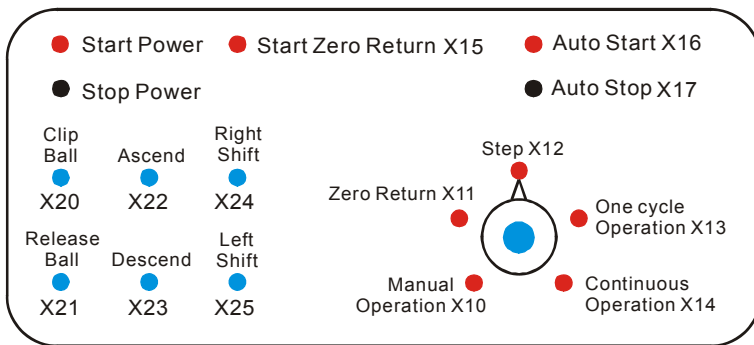 Start Power
Start Zero Return X15
Auto Start X16
Stop Power
Auto Stop X17
Clip
Ball
X20
Ascend
X22
Right
Shift
X24
Release
Ball
X21
Descend
X23
Left
Shift
X25
Step X12
Zero Return X11
One cycle
Operation X13
Manual
Operation X10
Continuous
Operation X14